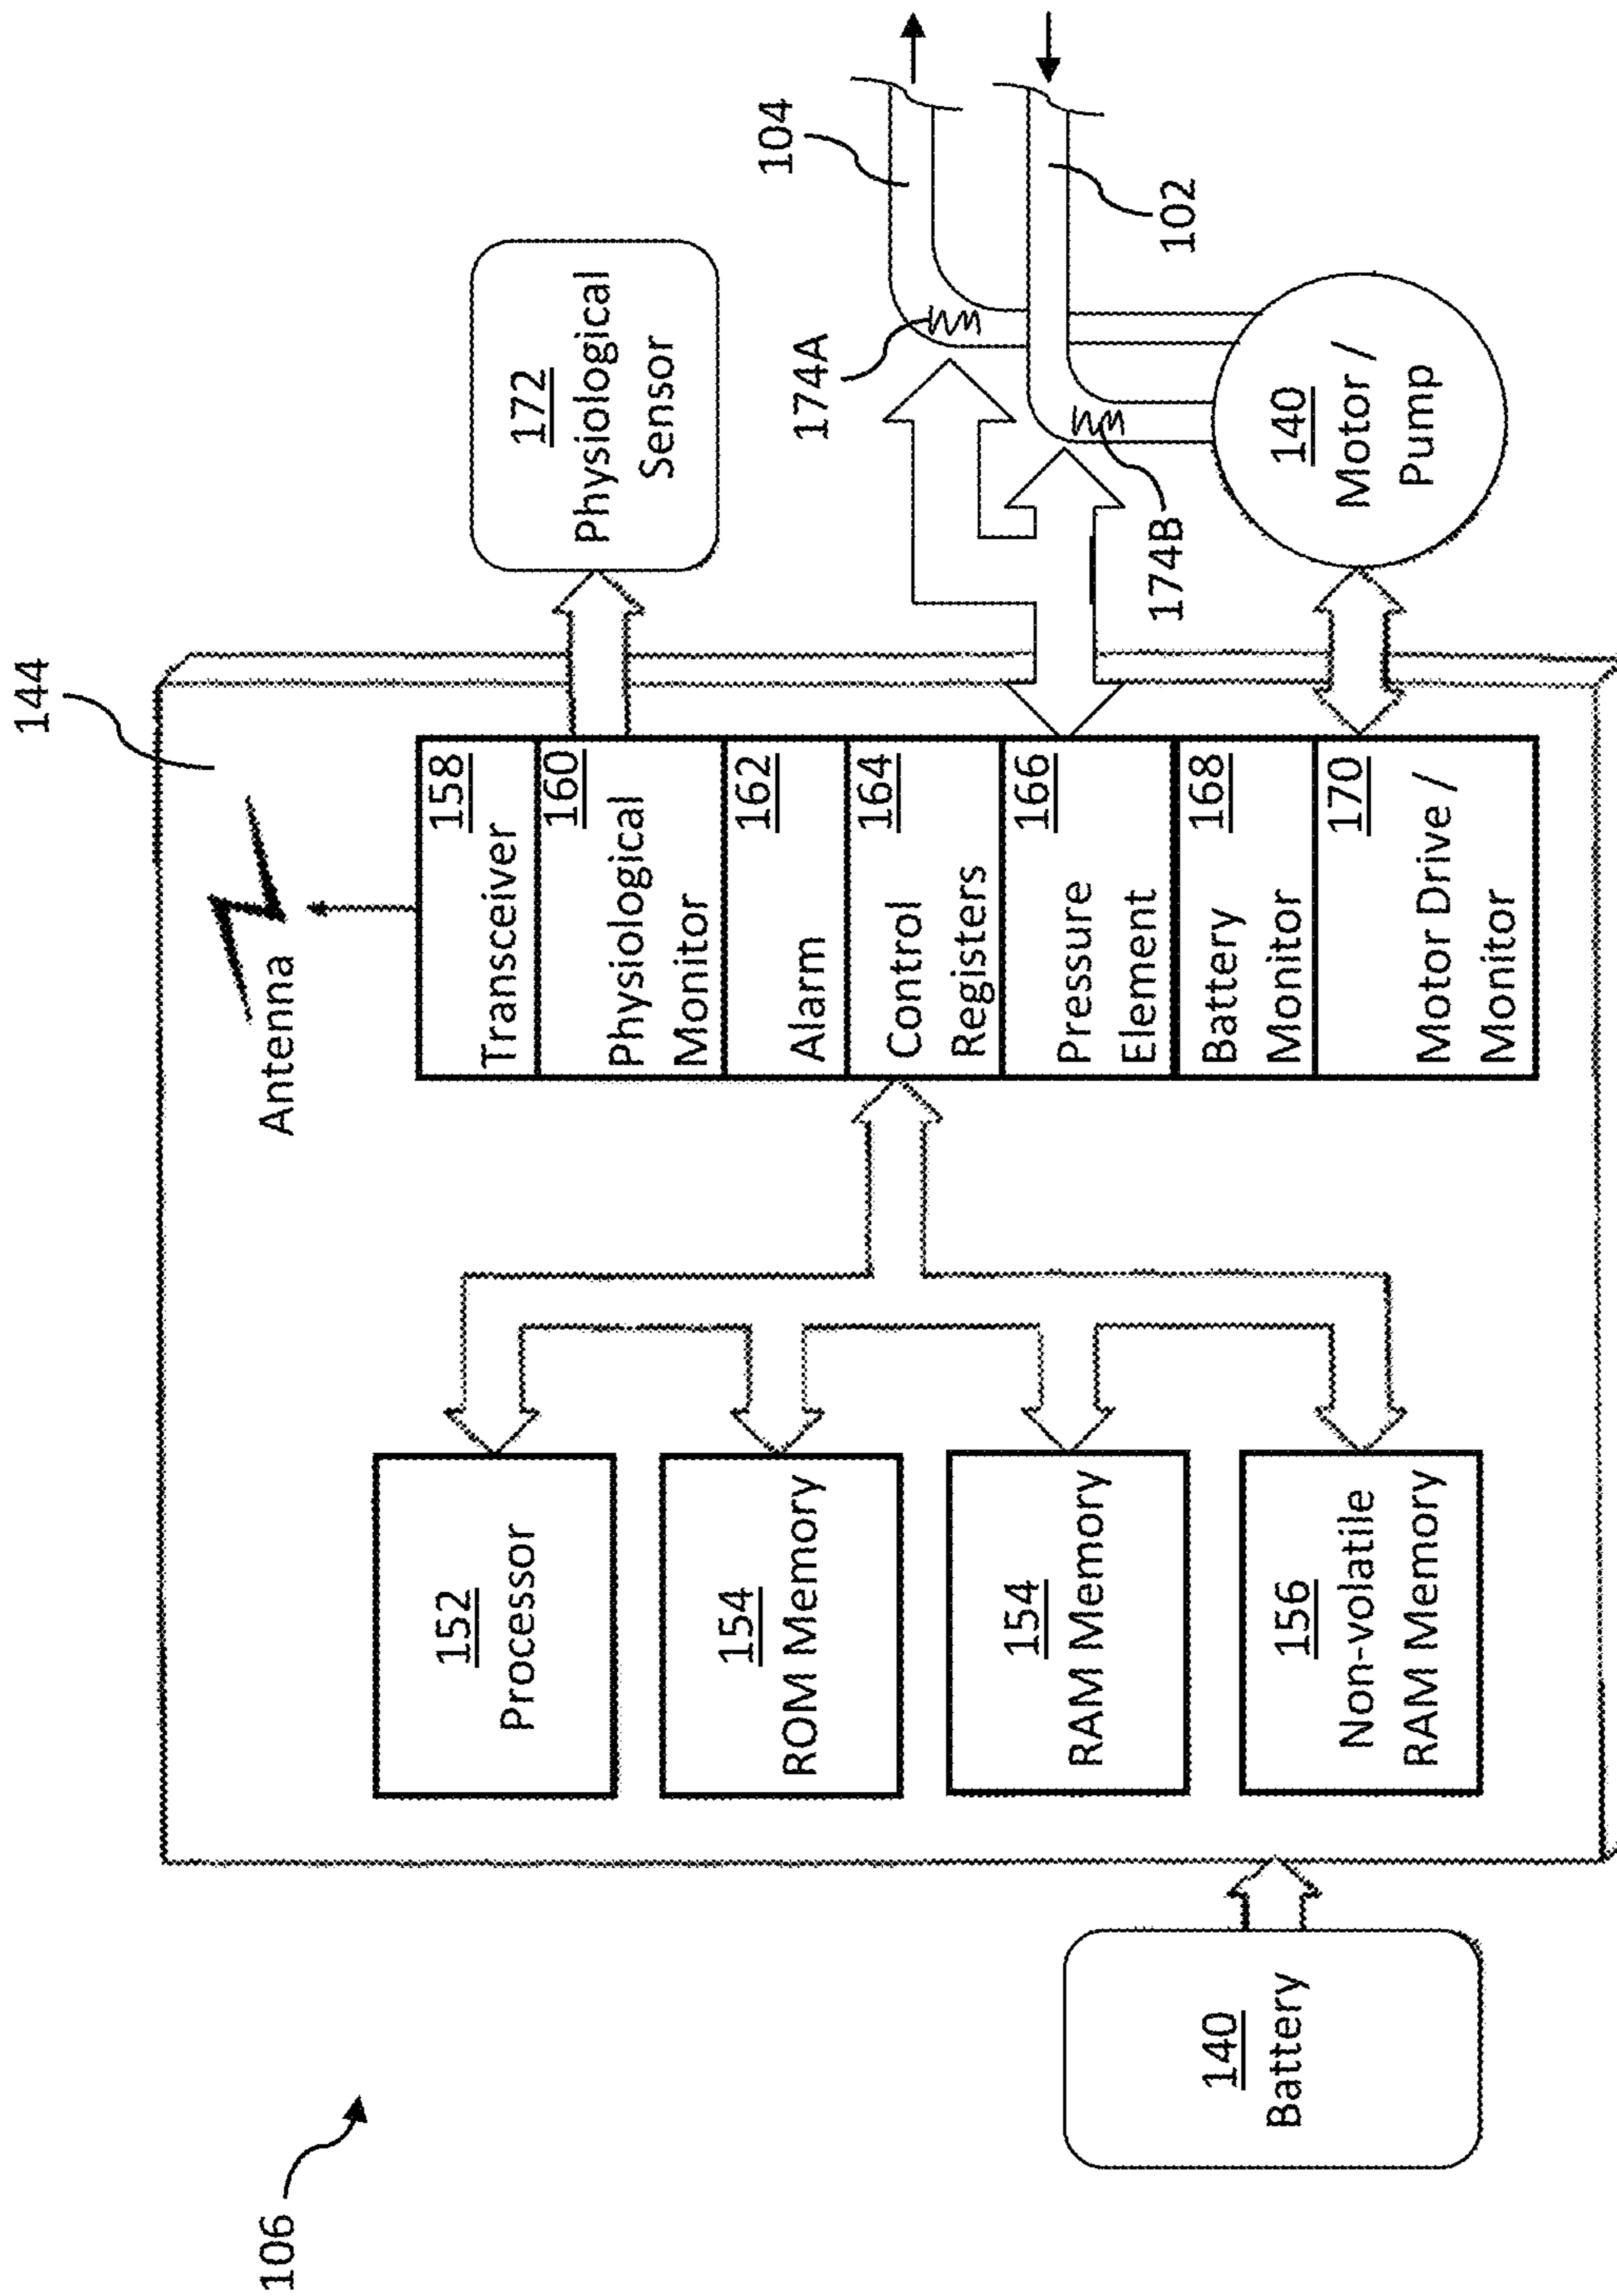 106
144
Antenna
152
Processor
154
ROM Memory
154
RAM Memory
156
Non-volatile
RAM Memory
140
Battery
158
Transceiver
160
Physiological
Monitor
162
Alarm
164
Control
Registers
166
Pressure
Element
168
Battery
Monitor
170
Motor Drive /
Monitor
172
Physiological
Sensor
174A
104
102
174B
140
Motor /
Pump